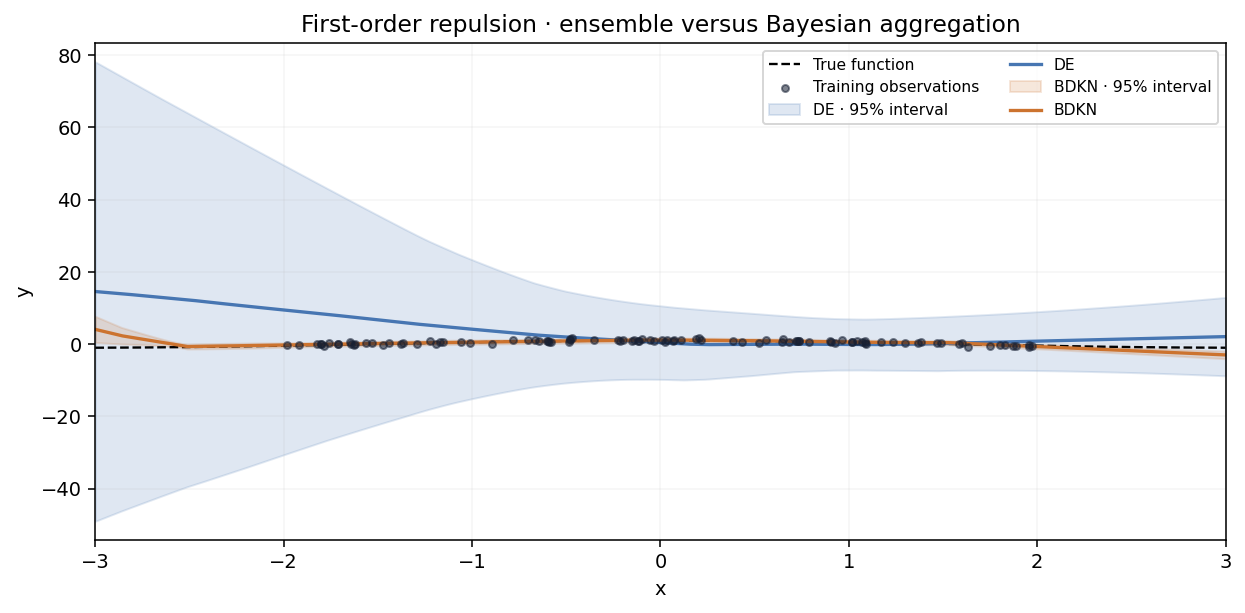 First-order repulsion · ensemble versus Bayesian aggregation
True function
Training observations
DE · 95% interval
DE
BDKN · 95% interval
BDKN
y
80
60
40
20
0
−20
−40
−3
−2
−1
0
1
2
3
x